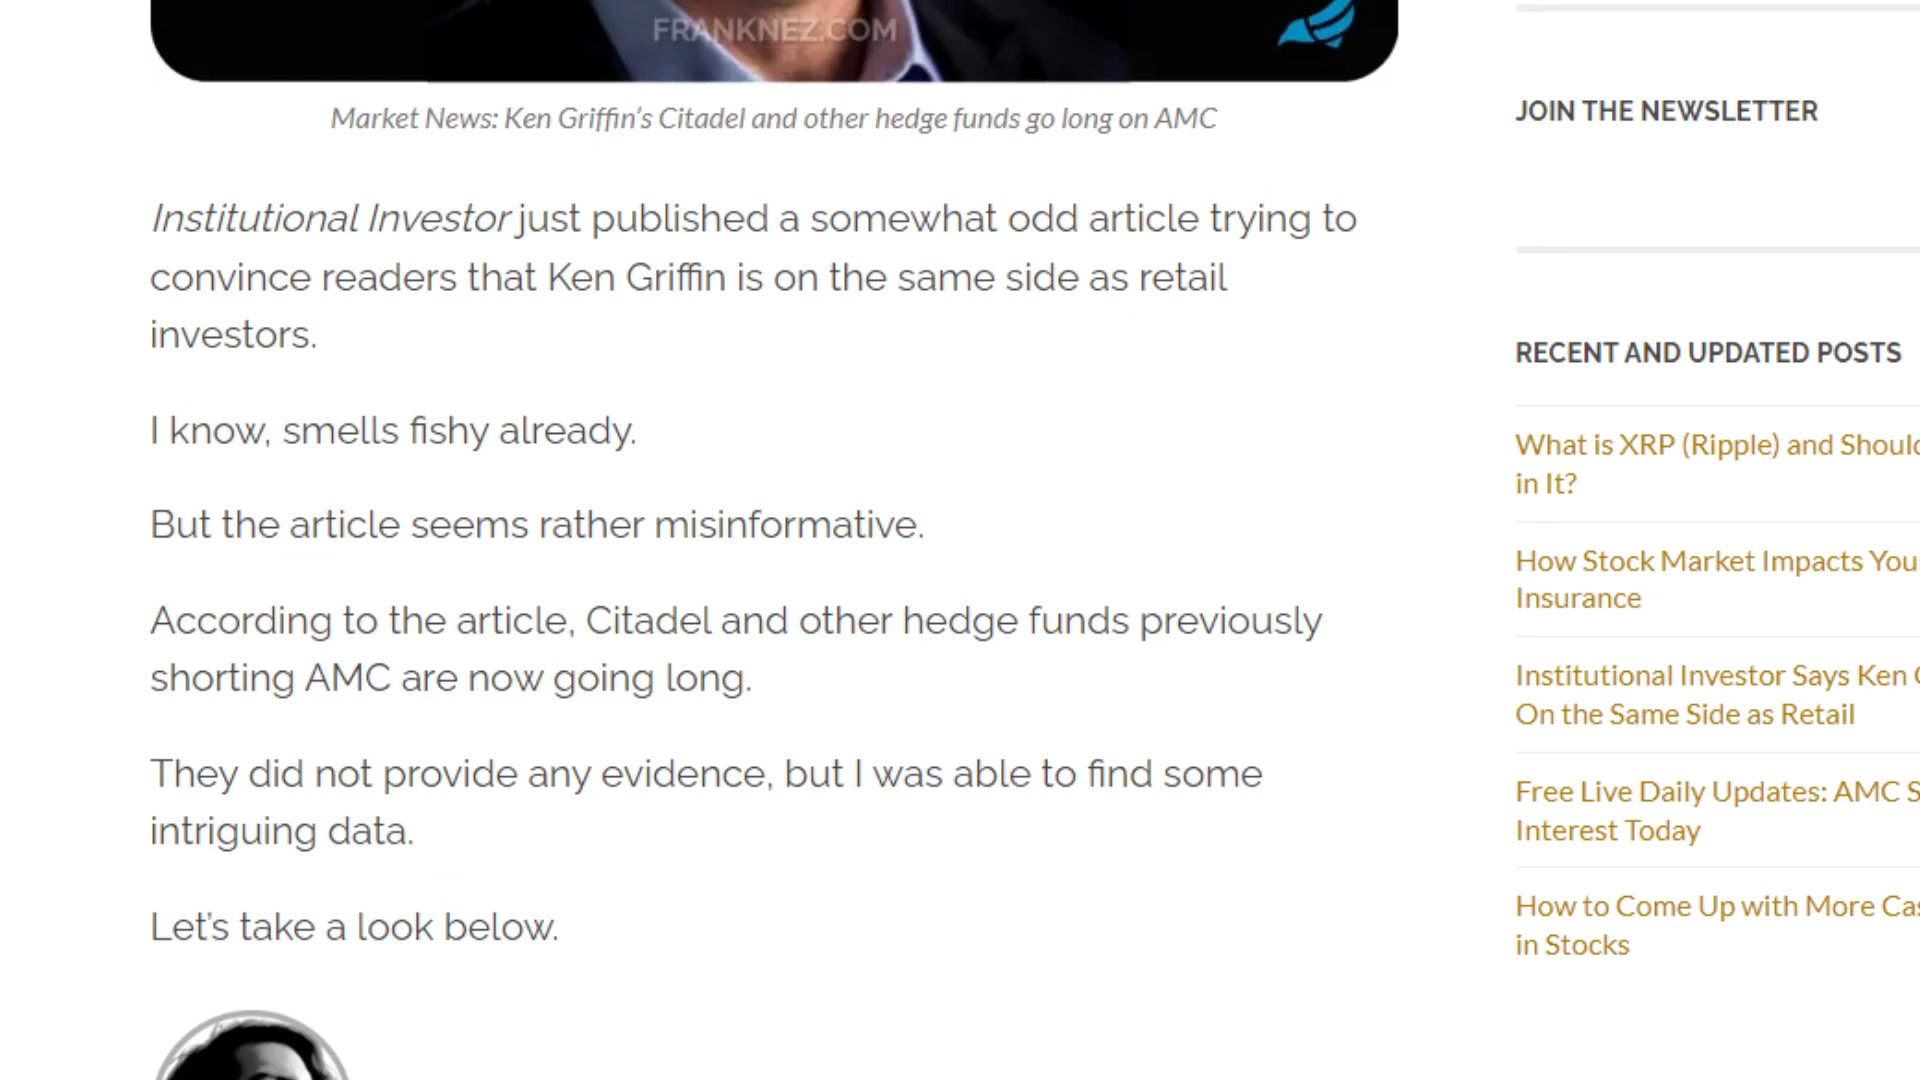 FRANKNEZ.COM
Market News: Ken Griffin's Citadel and other hedge funds go long on AMC
Institutional Investor just published a somewhat odd article trying to
convince readers that Ken Griffin is on the same side as retail
investors.
I know, smells fishy already.
But the article seems rather misinformative.
According to the article, Citadel and other hedge funds previously
shorting AMC are now going long.
They did not provide any evidence, but I was able to find some
intriguing data.
Let's take a look below.
JOIN THE NEWSLETTER
RECENT AND UPDATED POSTS
What is XRP (Ripple) and Should
in It?
How Stock Market Impacts You
Insurance
Institutional Investor Says Ken
On the Same Side as Retail
Free Live Daily Updates: AMC S
Interest Today
How to Come Up with More Cas
in Stocks